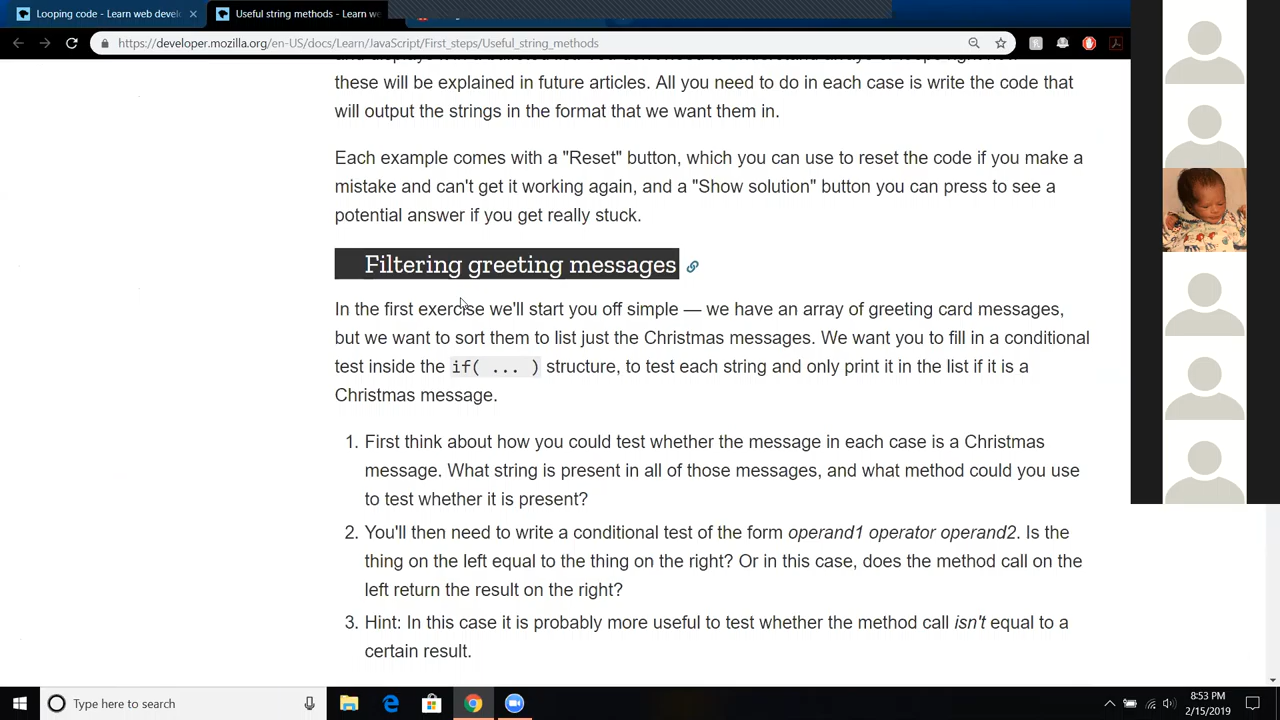 Looping code - Learn web devel
Useful string methods - Learn we
https://developer.mozilla.org/en-US/docs/Learn/JavaScript/First_steps/Useful_string_methods
these will be explained in future articles. All you need to do in each case is write the code that
will output the strings in the format that we want them in.
Each example comes with a "Reset" button, which you can use to reset the code if you make a
mistake and can't get it working again, and a "Show solution" button you can press to see a
potential answer if you get really stuck.
Filtering greeting messages
In the first exercise we'll start you off simple — we have an array of greeting card messages,
but we want to sort them to list just the Christmas messages. We want you to fill in a conditional
test inside the if( ... ) structure, to test each string and only print it in the list if it is a
Christmas message.
1. First think about how you could test whether the message in each case is a Christmas
message. What string is present in all of those messages, and what method could you use
to test whether it is present?
2. You'll then need to write a conditional test of the form operand1 operator operand2. Is the
thing on the left equal to the thing on the right? Or in this case, does the method call on the
left return the result on the right?
3. Hint: In this case it is probably more useful to test whether the method call isn't equal to a
certain result.
Type here to search
8:53 PM
2/15/2019